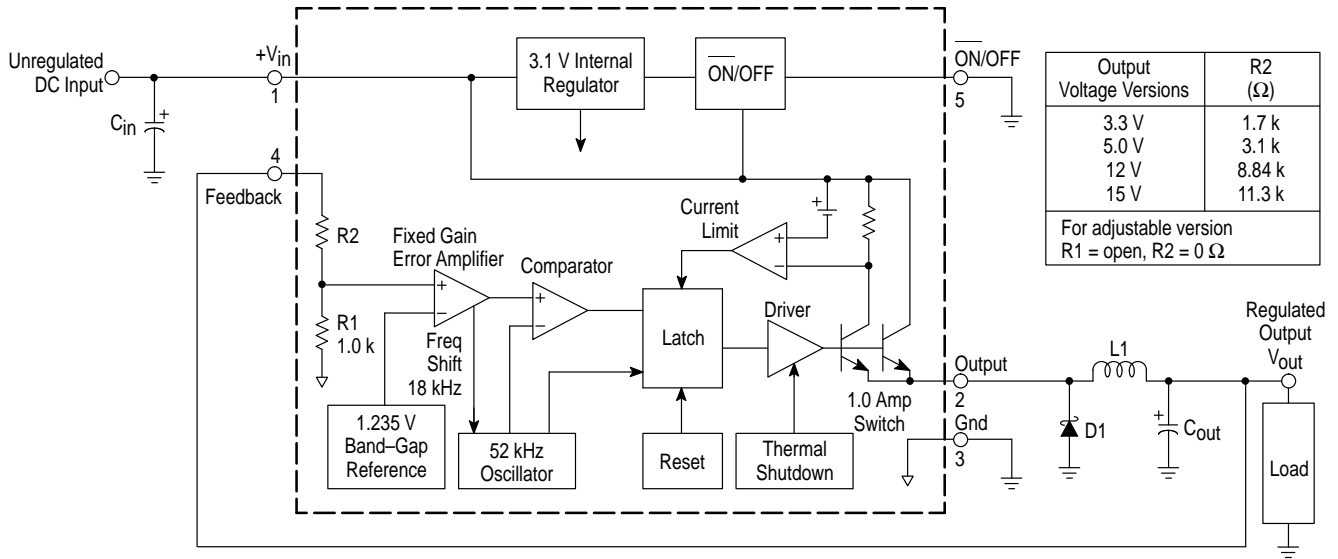 Unregulated
DC Input
Cin
+
+Vin
1
4
Feedback
3.1 V Internal
Regulator
ON/OFF
ON/OFF
5
Output
Voltage Versions
R2
(Ω)
3.3 V
1.7 k
5.0 V
3.1 k
12 V
8.84 k
15 V
11.3 k
For adjustable version
R1 = open, R2 = 0 Ω
R2
R1
1.0 k
Fixed Gain
Error Amplifier
+
–
Comparator
+
–
Freq
Shift
18 kHz
Current
Limit
+
–
+
Latch
Driver
1.0 Amp
Switch
1.235 V
Band–Gap
Reference
52 kHz
Oscillator
Reset
Thermal
Shutdown
Output
2
Gnd
3
D1
L1
+
Cout
Regulated
Output
Vout
Load